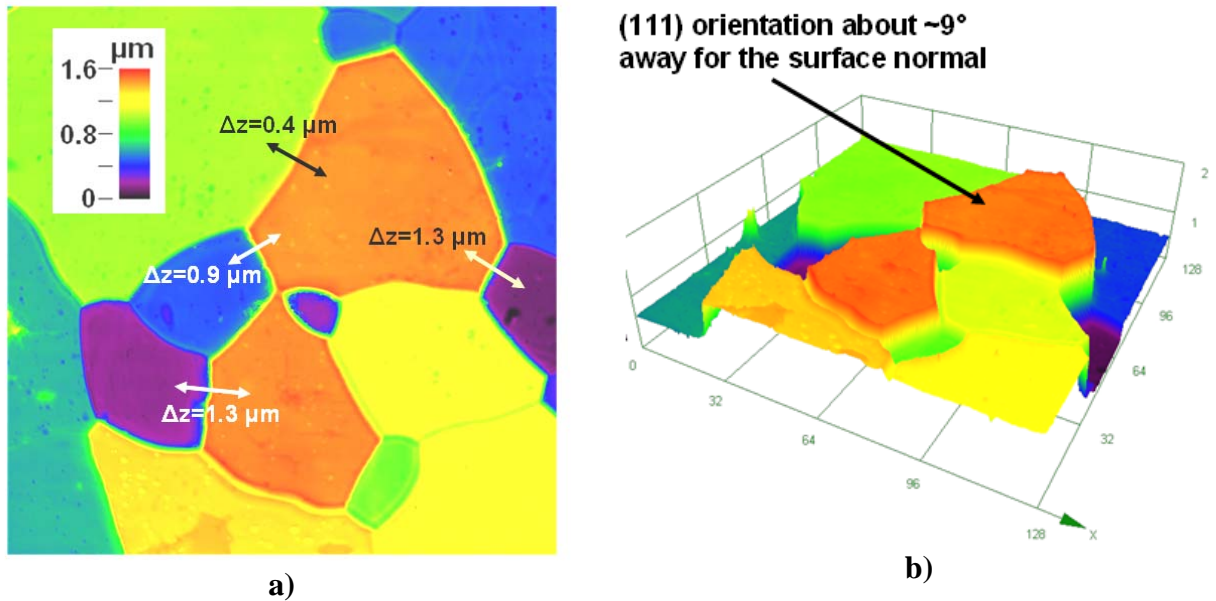 µm
1.6
0.8
0
Δz=0.4 µm
Δz=1.3 µm
Δz=0.9 µm
Δz=1.3 µm
a)
(111) orientation about ~9°
away for the surface normal
2
1
128
96
64
32
0
32
64
96
128
X
b)